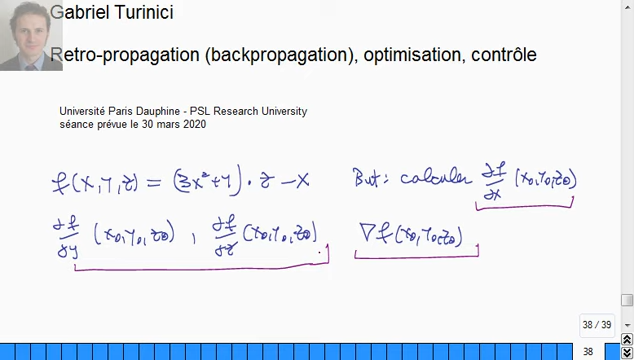 Gabriel Turinici
Retro-propagation (backpropagation), optimisation, contrôle
Université Paris Dauphine - PSL Research University
séance prévue le 30 mars 2020
f(x,y,z) = (3x²+y)·z - x   But: calculer ∂f/∂x (x0,y0,z0)
∂f/∂y (x0,y0,z0) , ∂f/∂z (x0,y0,z0)   ∇f(x0,y0,z0)
38 / 39
38